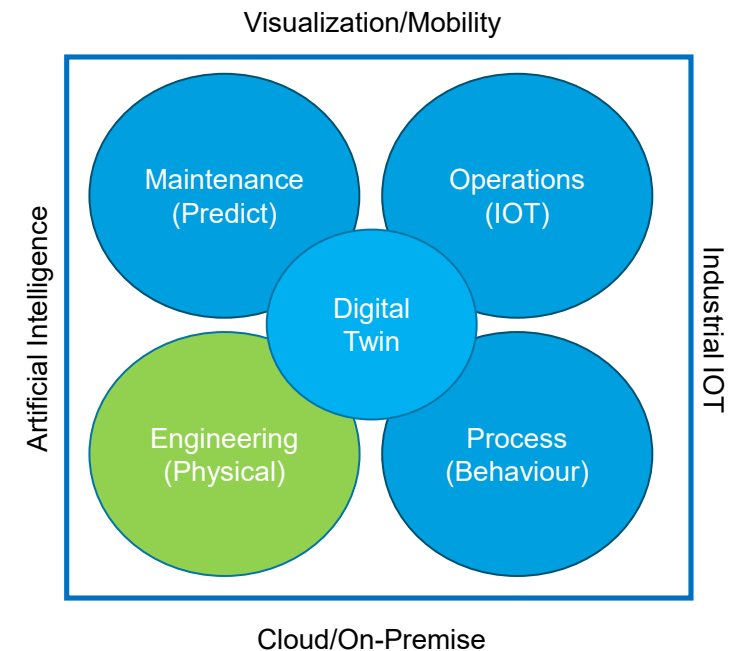 Visualization/Mobility
Maintenance
(Predict)
Operations
(IOT)
Artificial Intelligence
Digital
Twin
Industrial IOT
Engineering
(Physical)
Process
(Behaviour)
Cloud/On-Premise